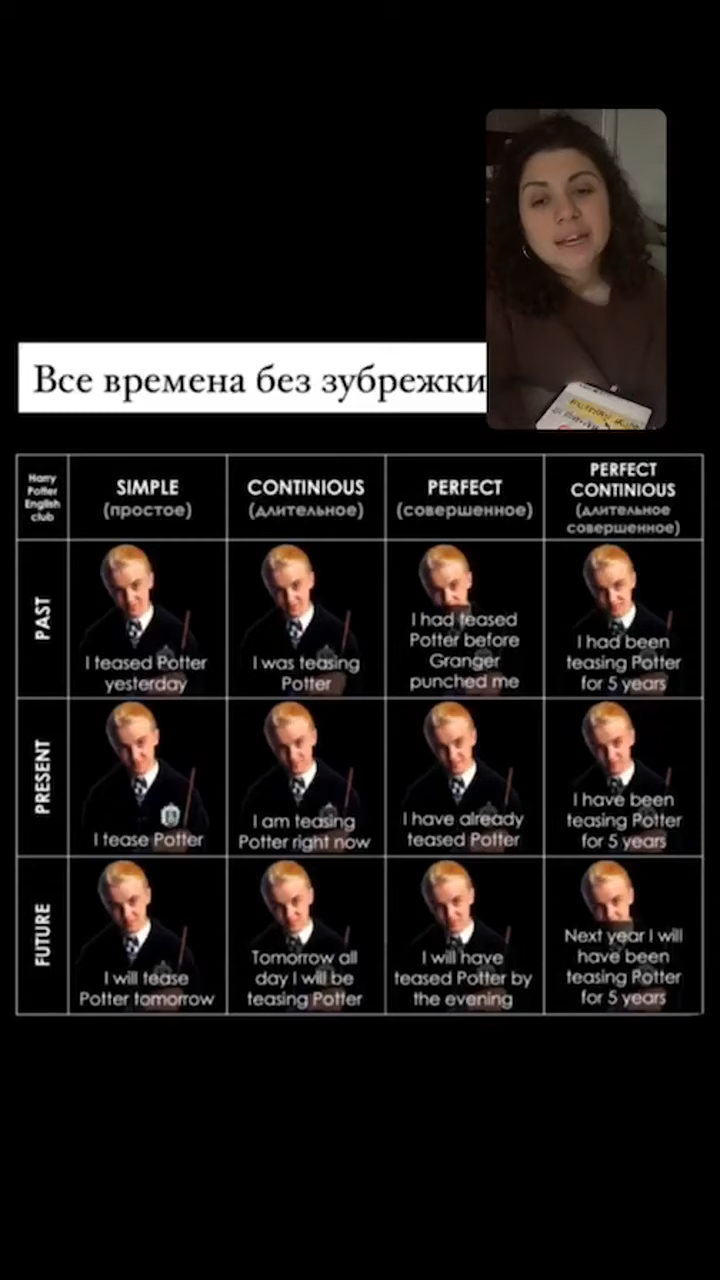 Все времена без зубрежки
Harry
Potter
English
club
SIMPLE
(простое)
CONTINIOUS
(длительное)
PERFECT
(совершенное)
PERFECT
CONTINIOUS
(длительное
совершенное)
PAST
I teased Potter
yesterday
I was teasing
Potter
I had teased
Potter before
Granger
punched me
I had been
teasing Potter
for 5 years
PRESENT
I tease Potter
I am teasing
Potter right now
I have already
teased Potter
I have been
teasing Potter
for 5 years
FUTURE
I will tease
Potter tomorrow
Tomorrow all
day I will be
teasing Potter
I will have
teased Potter by
the evening
Next year I will
have been
teasing Potter
for 5 years